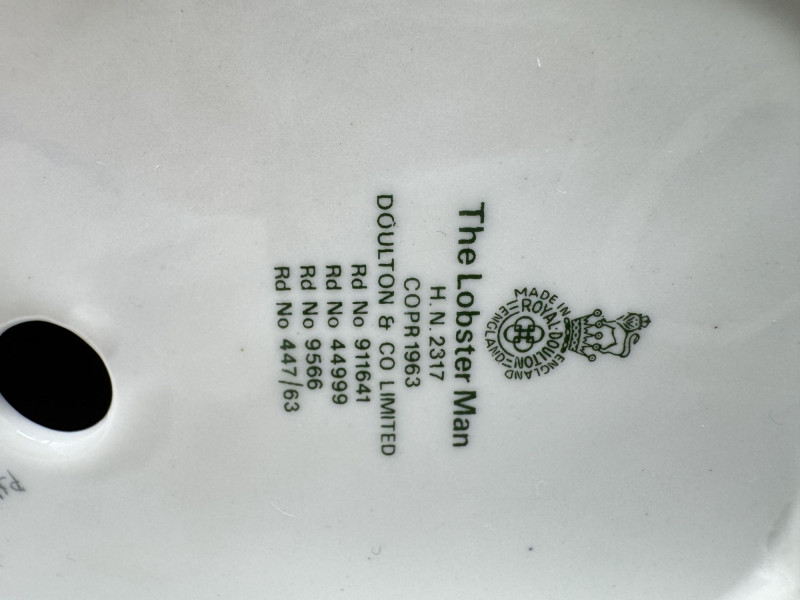 MADE IN ENGLAND
ROYAL DOULTON
ENGLAND
The Lobster Man
H.N. 2317
COPR 1963
DOULTON & CO LIMITED
Rd No 911641
Rd No 44999
Rd No 9566
Rd No 447/63